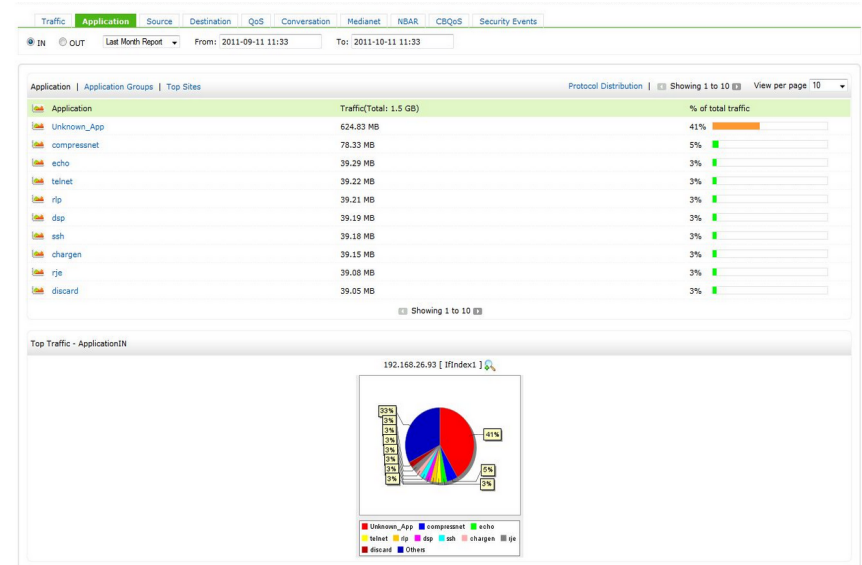 Traffic Application Source Destination QoS Conversation Medianet NBAR CBQoS Security Events
IN OUT Last Month Report From: 2011-09-11 11:33 To: 2011-10-11 11:33
Application | Application Groups | Top Sites Protocol Distribution | Showing 1 to 10 View per page 10
Application Traffic(Total: 1.5 GB) % of total traffic
Unknown_App 624.83 MB 41%
compressnet 78.33 MB 5%
echo 39.29 MB 3%
telnet 39.22 MB 3%
rlp 39.21 MB 3%
dsp 39.19 MB 3%
ssh 39.18 MB 3%
chargen 39.15 MB 3%
rje 39.08 MB 3%
discard 39.05 MB 3%
Showing 1 to 10
Top Traffic - ApplicationIN
192.168.26.93 [ IfIndex1 ]
33%
3%
3%
41%
3%
3%
3%
3%
5%
3%
3%
Unknown_App compressnet echo
telnet rlp dsp ssh chargen rje
discard Others